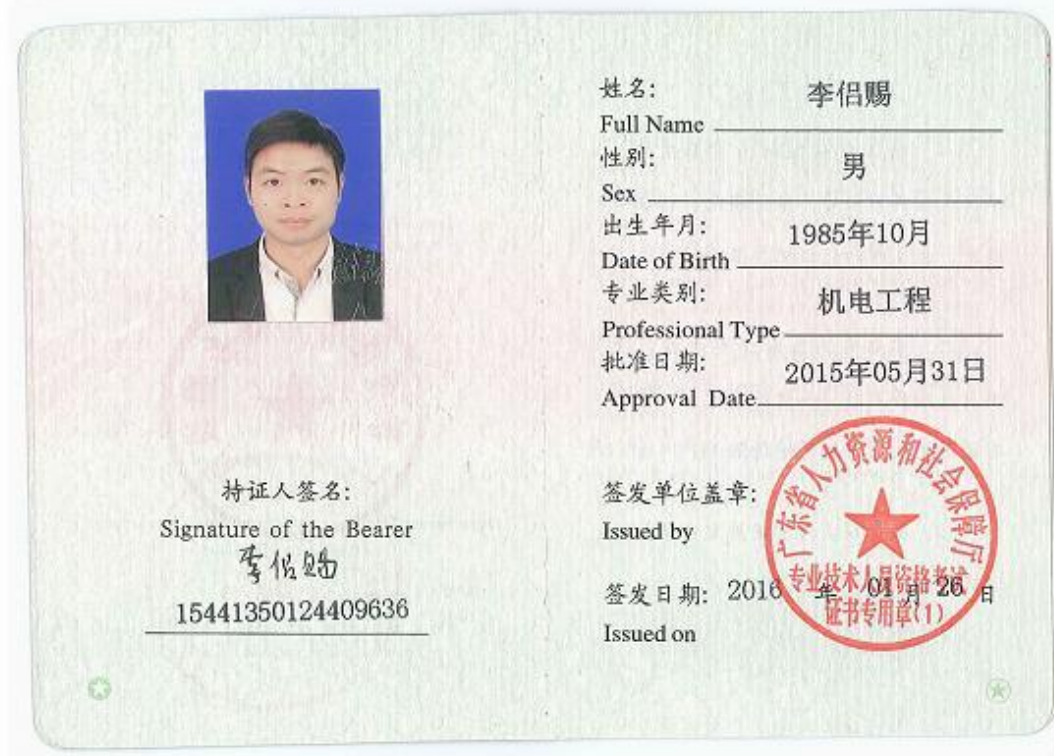 姓名: 李侣赐
Full Name
性别: 男
Sex
出生年月: 1985年10月
Date of Birth
专业类别: 机电工程
Professional Type
批准日期: 2015年05月31日
Approval Date
持证人签名:
Signature of the Bearer
李侣赐
15441350124409636
签发单位盖章:
Issued by
广东省人力资源和社会保障厅
专业技术人员资格考试
证书专用章(1)
签发日期: 2016 年 01 月 26 日
Issued on